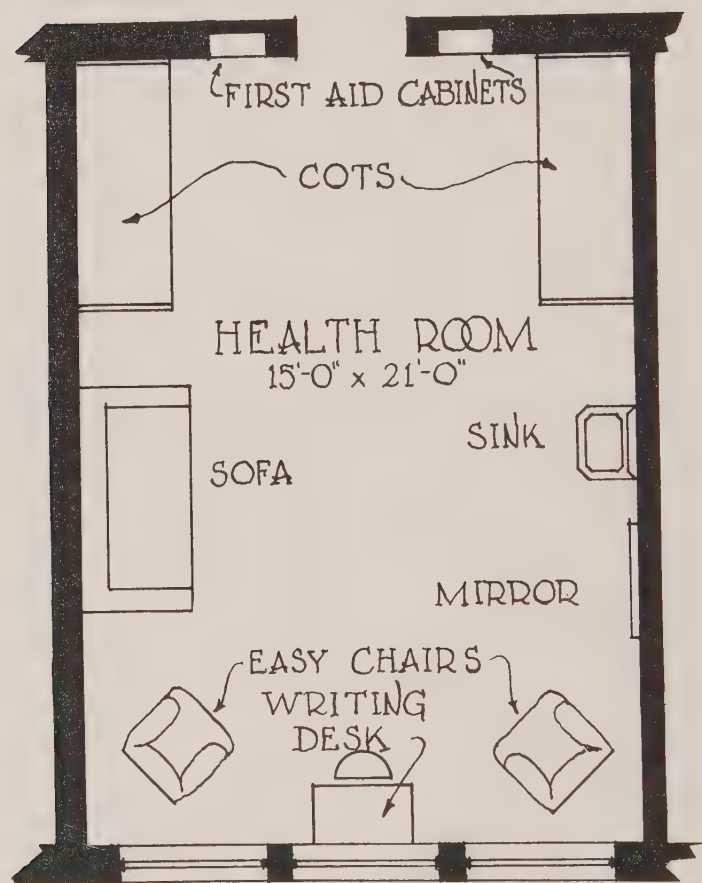 FIRST AID CABINETS
COTS
HEALTH ROOM
15'-0" x 21'-0"
SINK
SOFA
MIRROR
EASY CHAIRS
WRITING
DESK